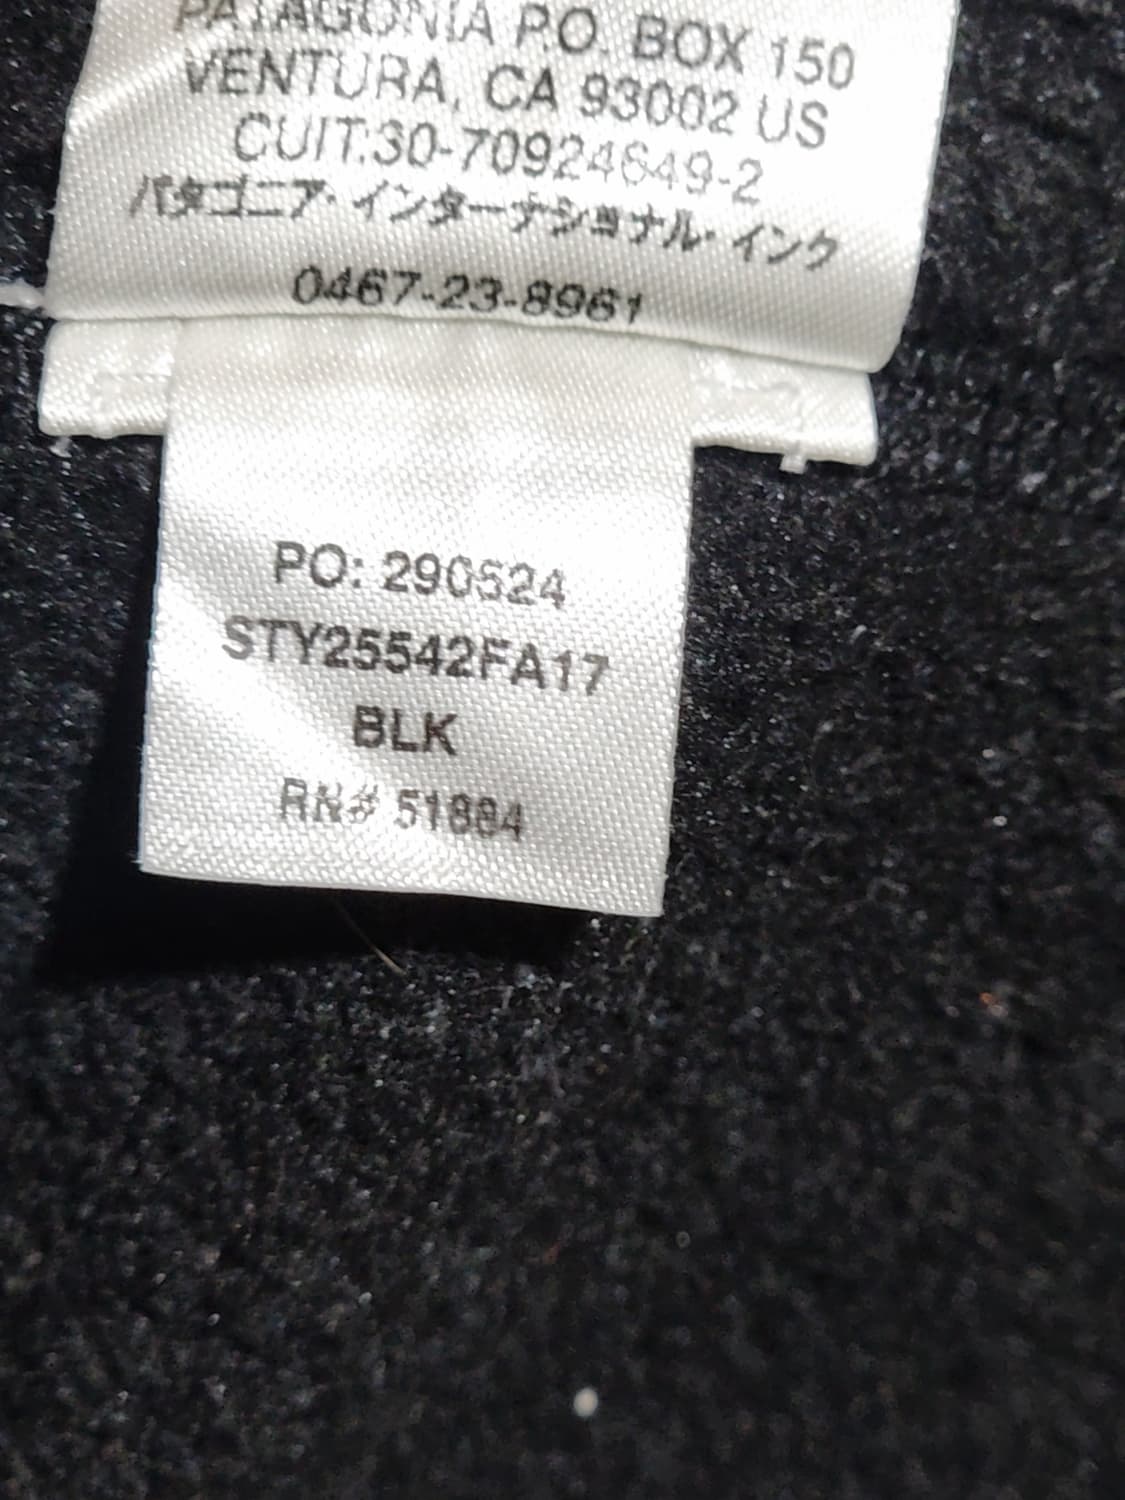 PATAGONIA P.O. BOX 150
VENTURA, CA 93002 US
CUIT:30-70924649-2
パタゴニア・インターナショナル・インク
0467-23-8961
PO: 290524
STY25542FA17
BLK
RN# 51884